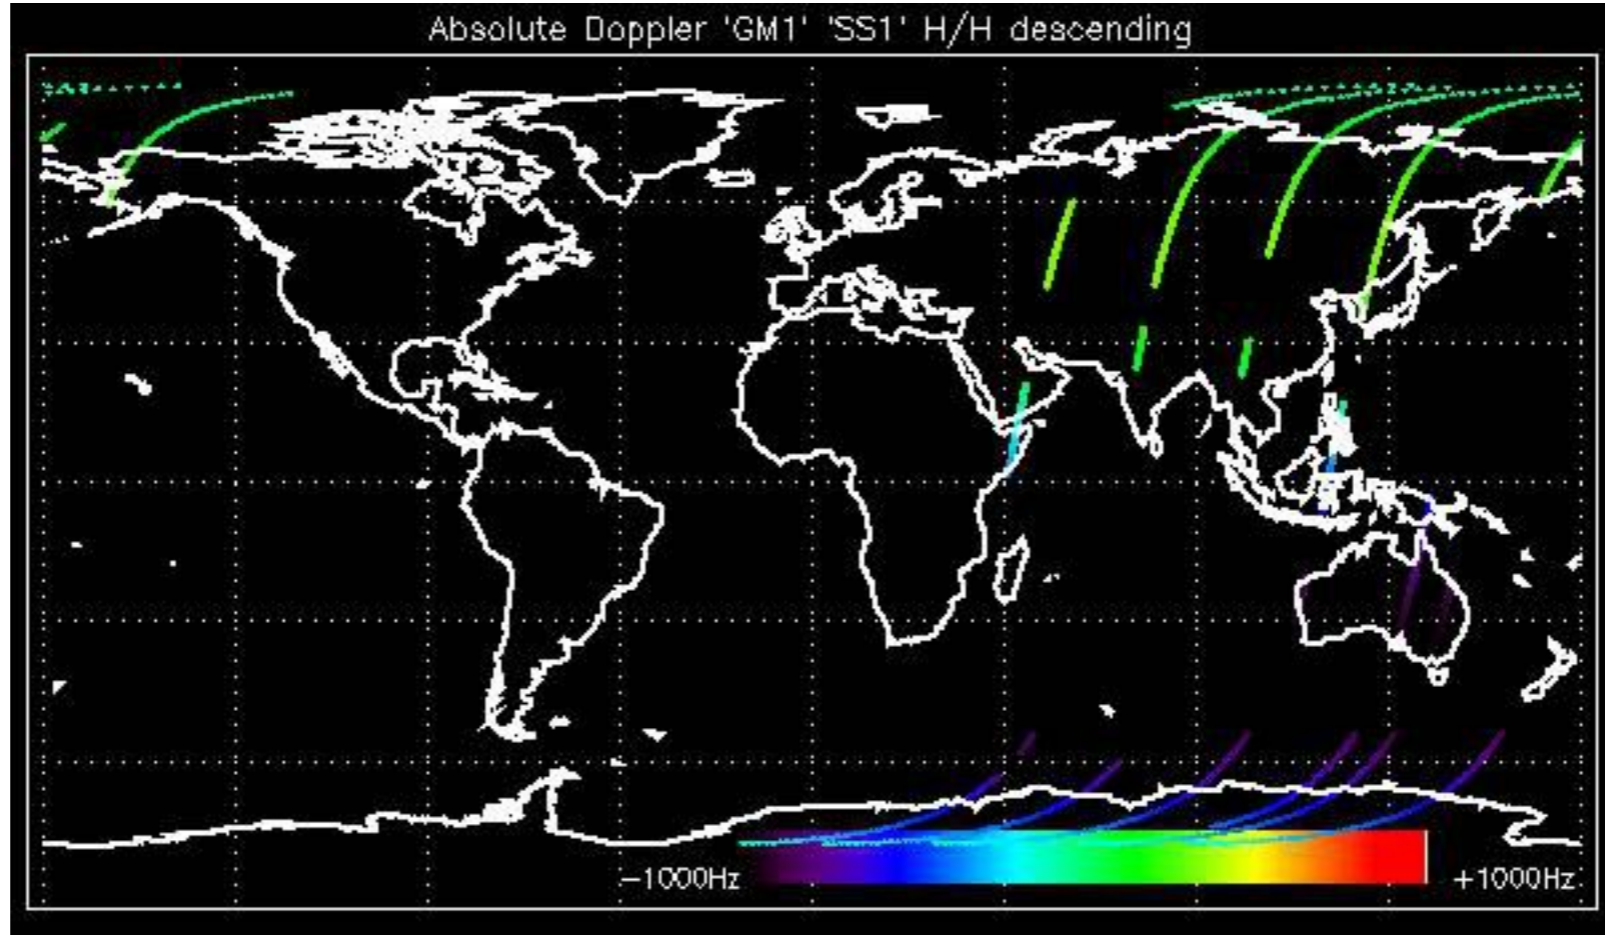 Absolute Doppler 'GM1' 'SS1' H/H descending
−1000Hz
+1000Hz